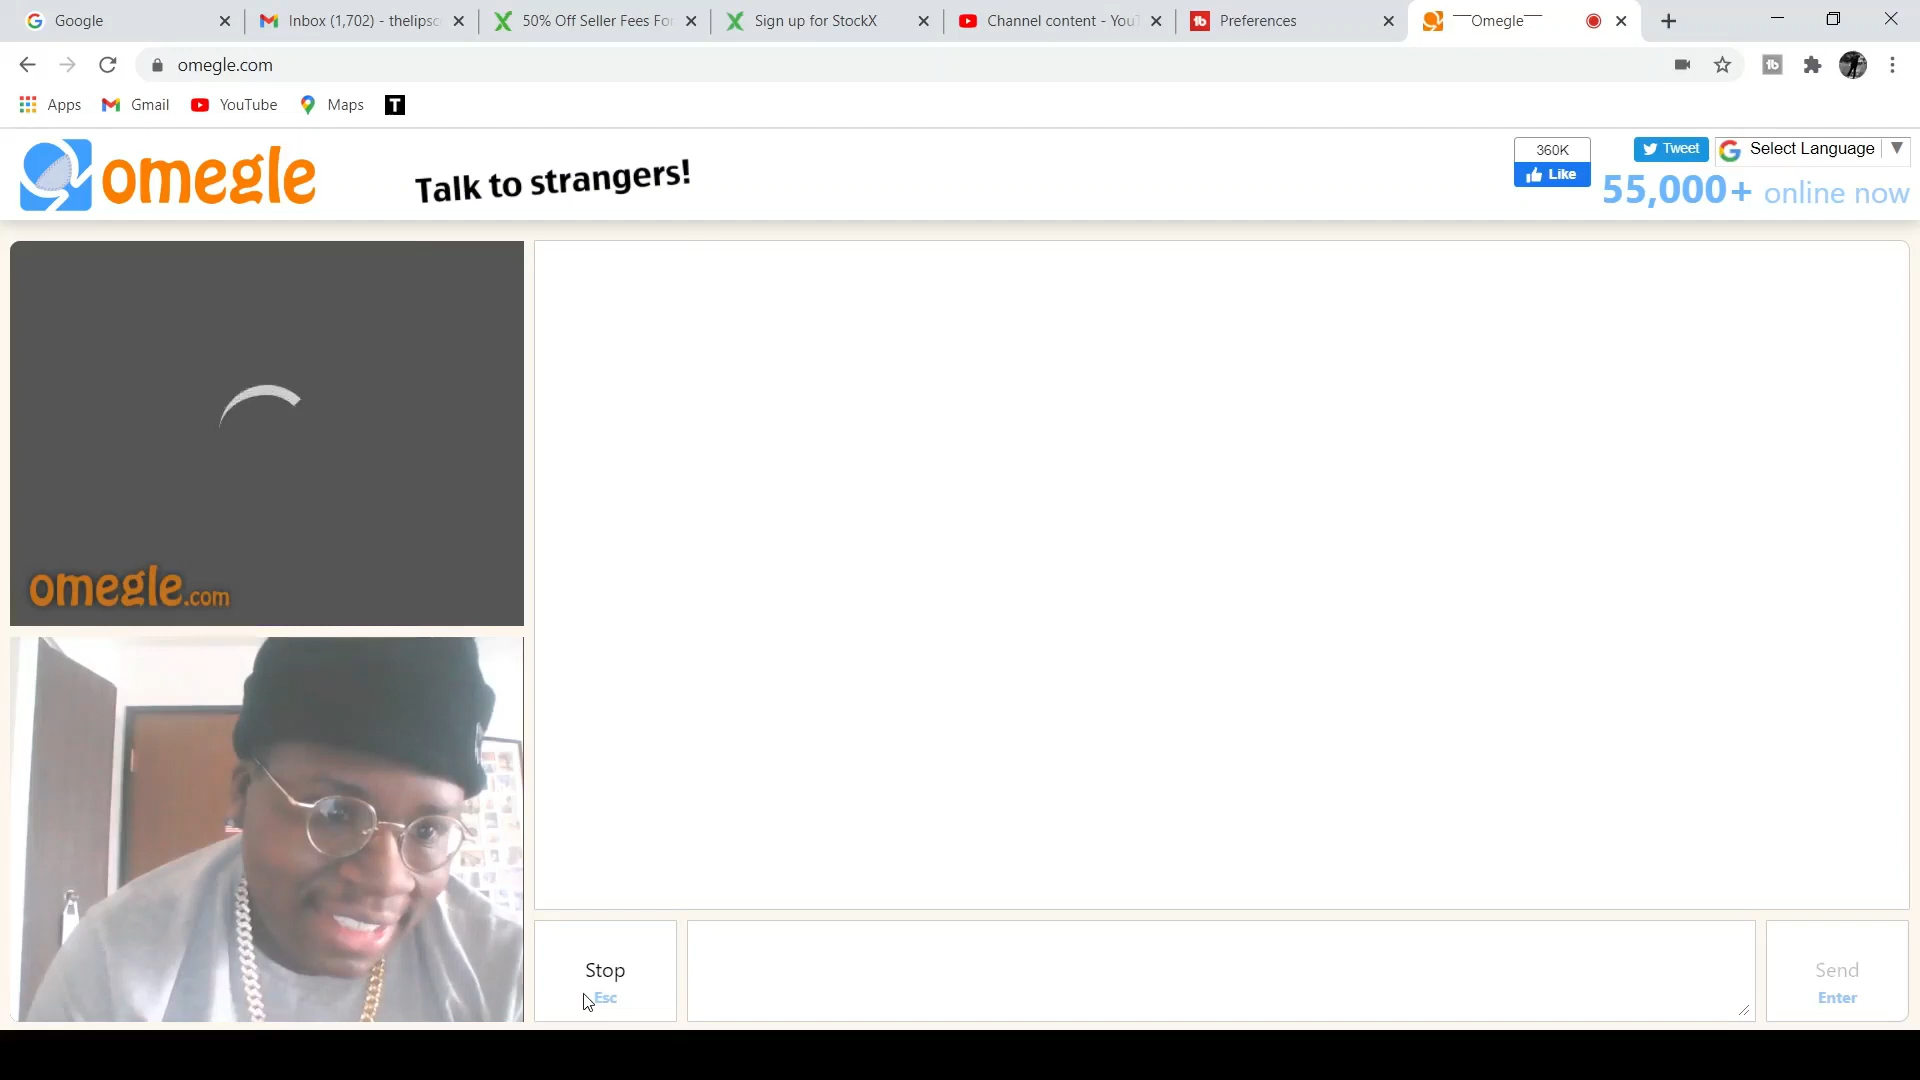 Google
Inbox (1,702) - thelipsc
50% Off Seller Fees For
Sign up for StockX
Channel content - YouT
Preferences
Omegle
omegle.com
Apps
Gmail
YouTube
Maps
T
omegle
Talk to strangers!
360K
Like
Tweet
Select Language
55,000+ online now
omegle.com
Stop
Esc
Send
Enter